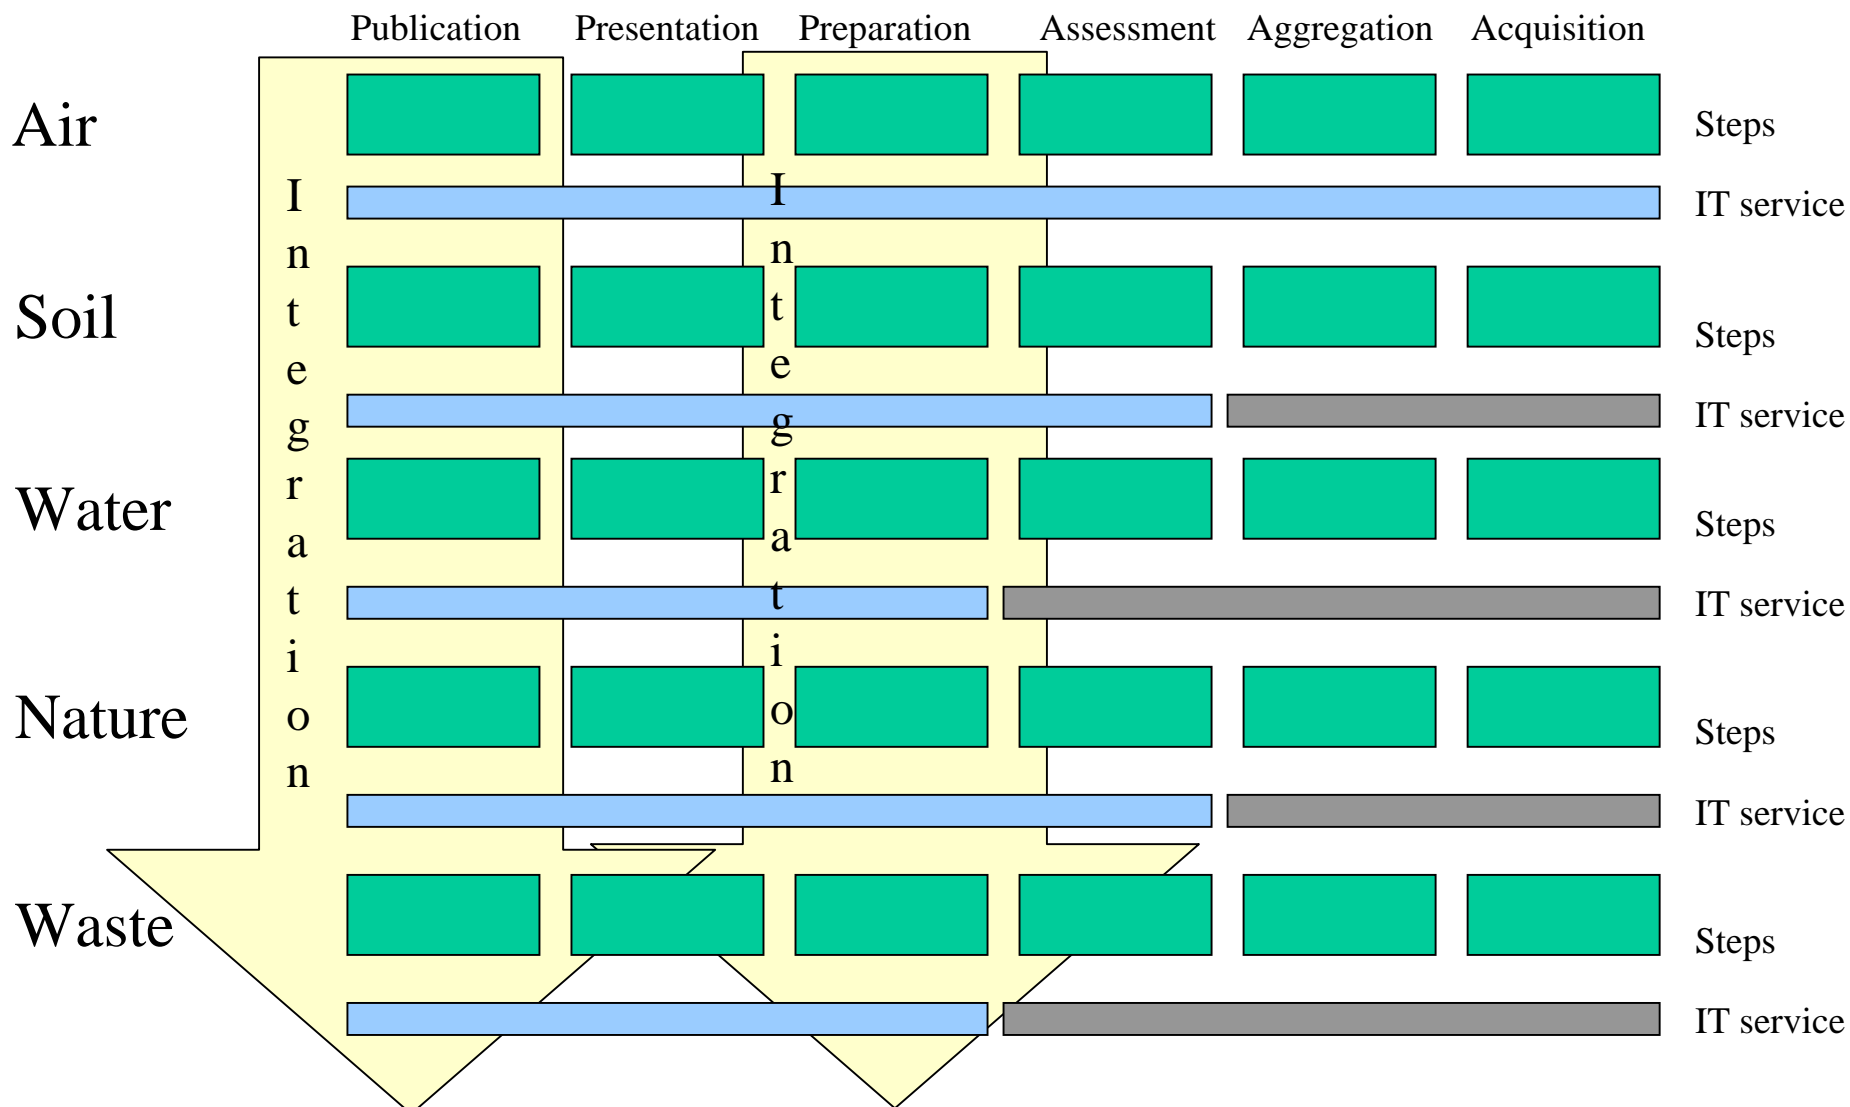 Publication Presentation Preparation Assessment Aggregation Acquisition
Air
Steps
IT service
Soil
Steps
IT service
Water
Steps
IT service
Nature
Steps
IT service
Waste
Steps
IT service
Integration
Integration